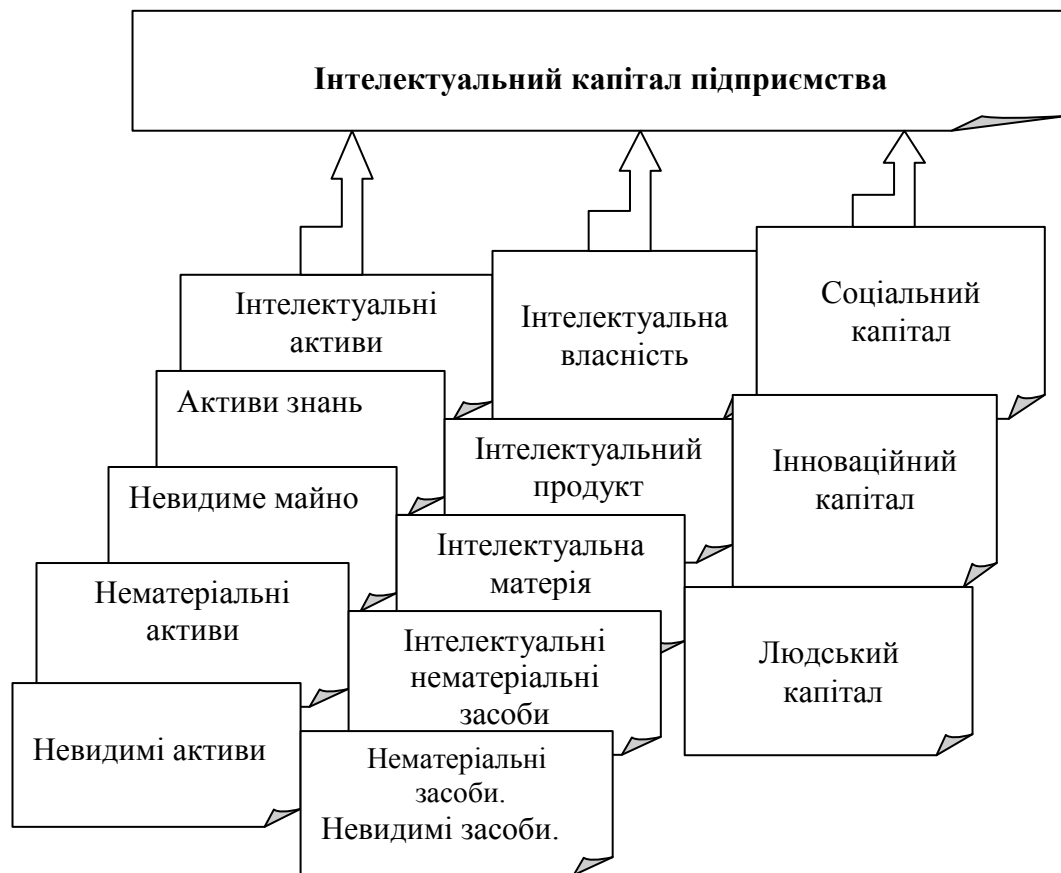 Інтелектуальний капітал підприємства
Інтелектуальні
активи
Активи знань
Невидиме майно
Нематеріальні
активи
Невидимі активи
Інтелектуальна
власність
Інтелектуальний
продукт
Інтелектуальна
матерія
Інтелектуальні
нематеріальні
засоби
Нематеріальні
засоби.
Невидимі засоби.
Соціальний
капітал
Інноваційний
капітал
Людський
капітал